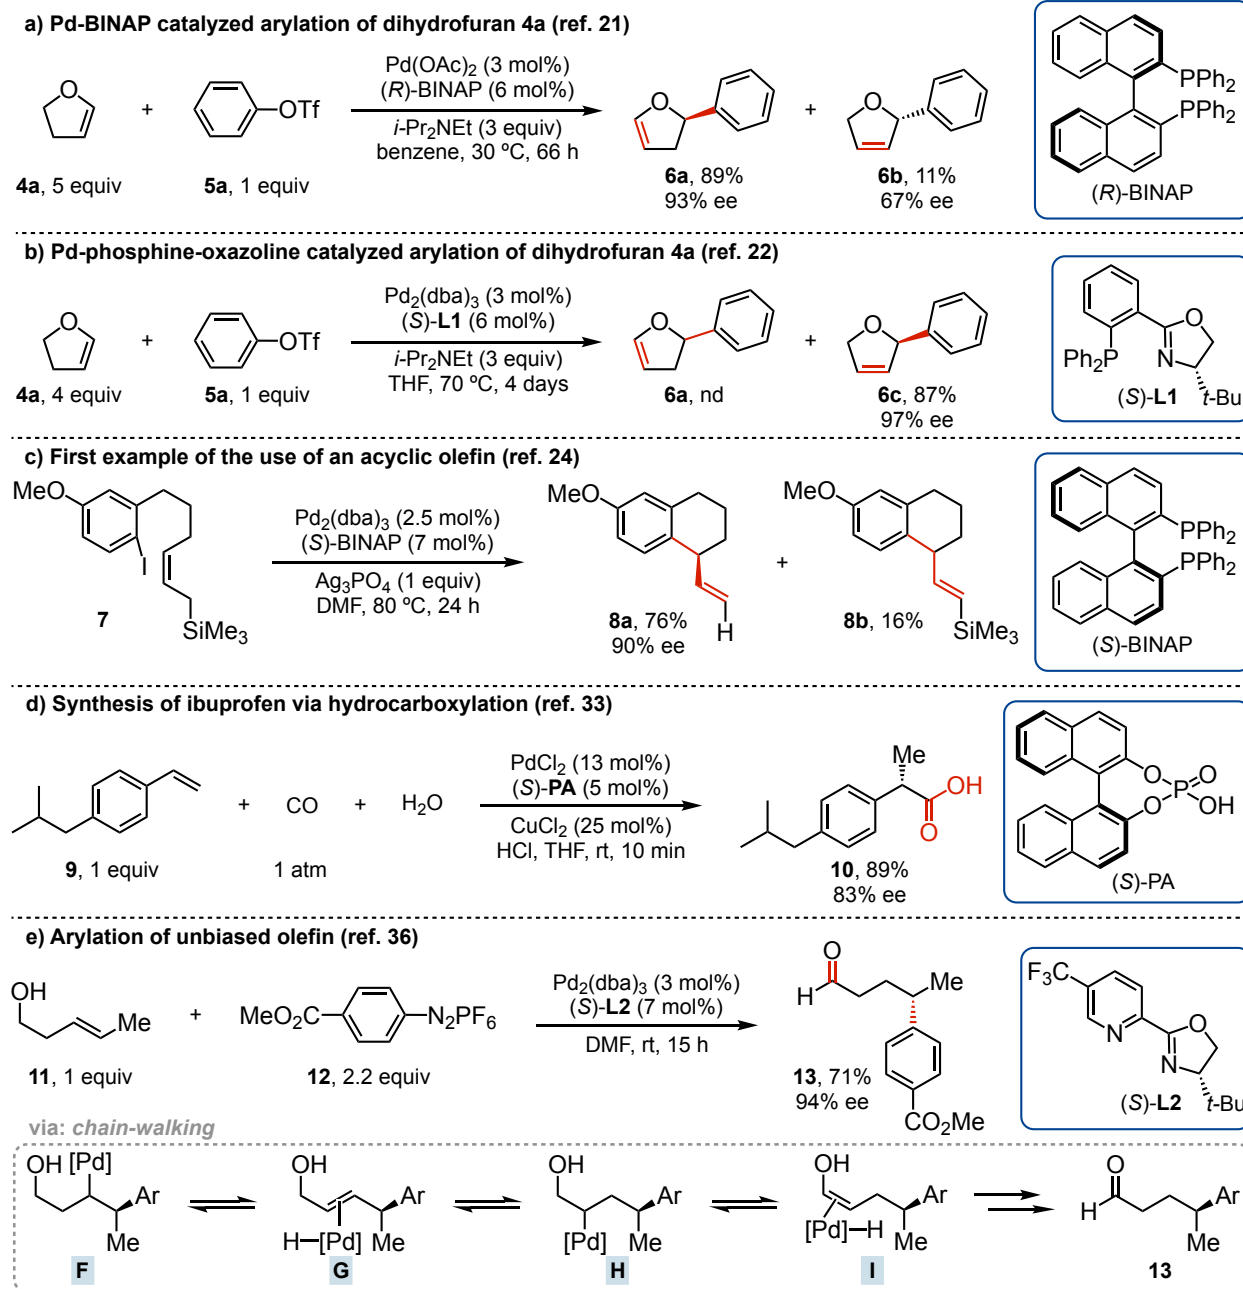 a) Pd-BINAP catalyzed arylation of dihydrofuran 4a (ref. 21)
O
+
OTf
Pd(OAc)2 (3 mol%)
(R)-BINAP (6 mol%)
i-Pr2NEt (3 equiv)
benzene, 30 ºC, 66 h
O
+
O
PPh2
PPh2
(R)-BINAP
4a, 5 equiv
5a, 1 equiv
6a, 89%
93% ee
6b, 11%
67% ee
b) Pd-phosphine-oxazoline catalyzed arylation of dihydrofuran 4a (ref. 22)
O
+
OTf
Pd2(dba)3 (3 mol%)
(S)-L1 (6 mol%)
i-Pr2NEt (3 equiv)
THF, 70 ºC, 4 days
O
+
O
O
N
Ph2P
t-Bu
(S)-L1
4a, 4 equiv
5a, 1 equiv
6a, nd
6c, 87%
97% ee
c) First example of the use of an acyclic olefin (ref. 24)
MeO
I
SiMe3
7
Pd2(dba)3 (2.5 mol%)
(S)-BINAP (7 mol%)
Ag3PO4 (1 equiv)
DMF, 80 ºC, 24 h
MeO
H
8a, 76%
90% ee
+
MeO
SiMe3
8b, 16%
PPh2
PPh2
(S)-BINAP
d) Synthesis of ibuprofen via hydrocarboxylation (ref. 33)
+
CO
+
H2O
PdCl2 (13 mol%)
(S)-PA (5 mol%)
CuCl2 (25 mol%)
HCl, THF, rt, 10 min
Me
OH
O
O
O
P
O
OH
(S)-PA
9, 1 equiv
1 atm
10, 89%
83% ee
e) Arylation of unbiased olefin (ref. 36)
OH
Me
+
MeO2C
N2PF6
Pd2(dba)3 (3 mol%)
(S)-L2 (7 mol%)
DMF, rt, 15 h
O
H
Me
CO2Me
F3C
N
O
N
t-Bu
(S)-L2
11, 1 equiv
12, 2.2 equiv
13, 71%
94% ee
via: chain-walking
OH
[Pd]
Ar
Me
F
OH
Ar
H
[Pd]
Me
G
OH
Ar
[Pd]
Me
H
OH
Ar
[Pd]
H
Me
I
O
H
Ar
Me
13